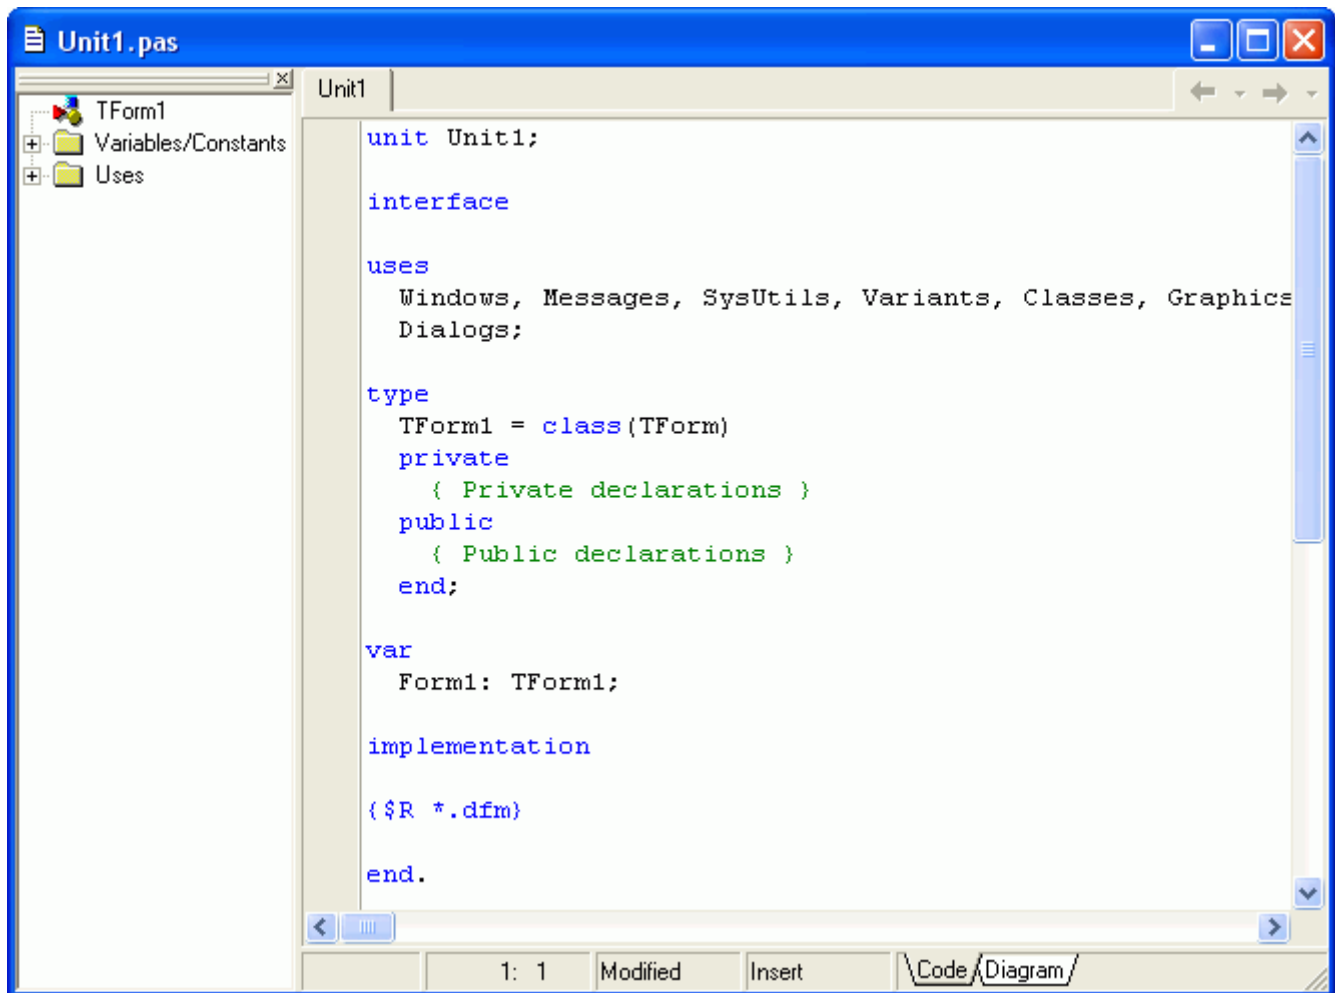 Unit1.pas
TForm1
Variables/Constants
Uses
Unit1
unit Unit1;
interface
uses
Windows, Messages, SysUtils, Variants, Classes, Graphics
Dialogs;
type
TForm1 = class(TForm)
private
{ Private declarations }
public
{ Public declarations }
end;
var
Form1: TForm1;
implementation
{$R *.dfm}
end.
1: 1 Modified Insert Code Diagram